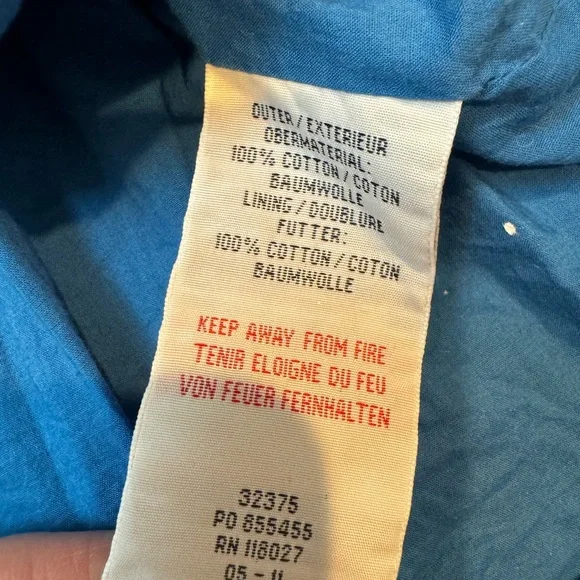 OUTER / EXTERIEUR
OBERMATERIAL:
100% COTTON / COTON
BAUMWOLLE
LINING / DOUBLURE
FUTTER:
100% COTTON / COTON
BAUMWOLLE
KEEP AWAY FROM FIRE
TENIR ELOIGNE DU FEU
VON FEUER FERNHALTEN
32375
PO 855455
RN 118027
05 - 11